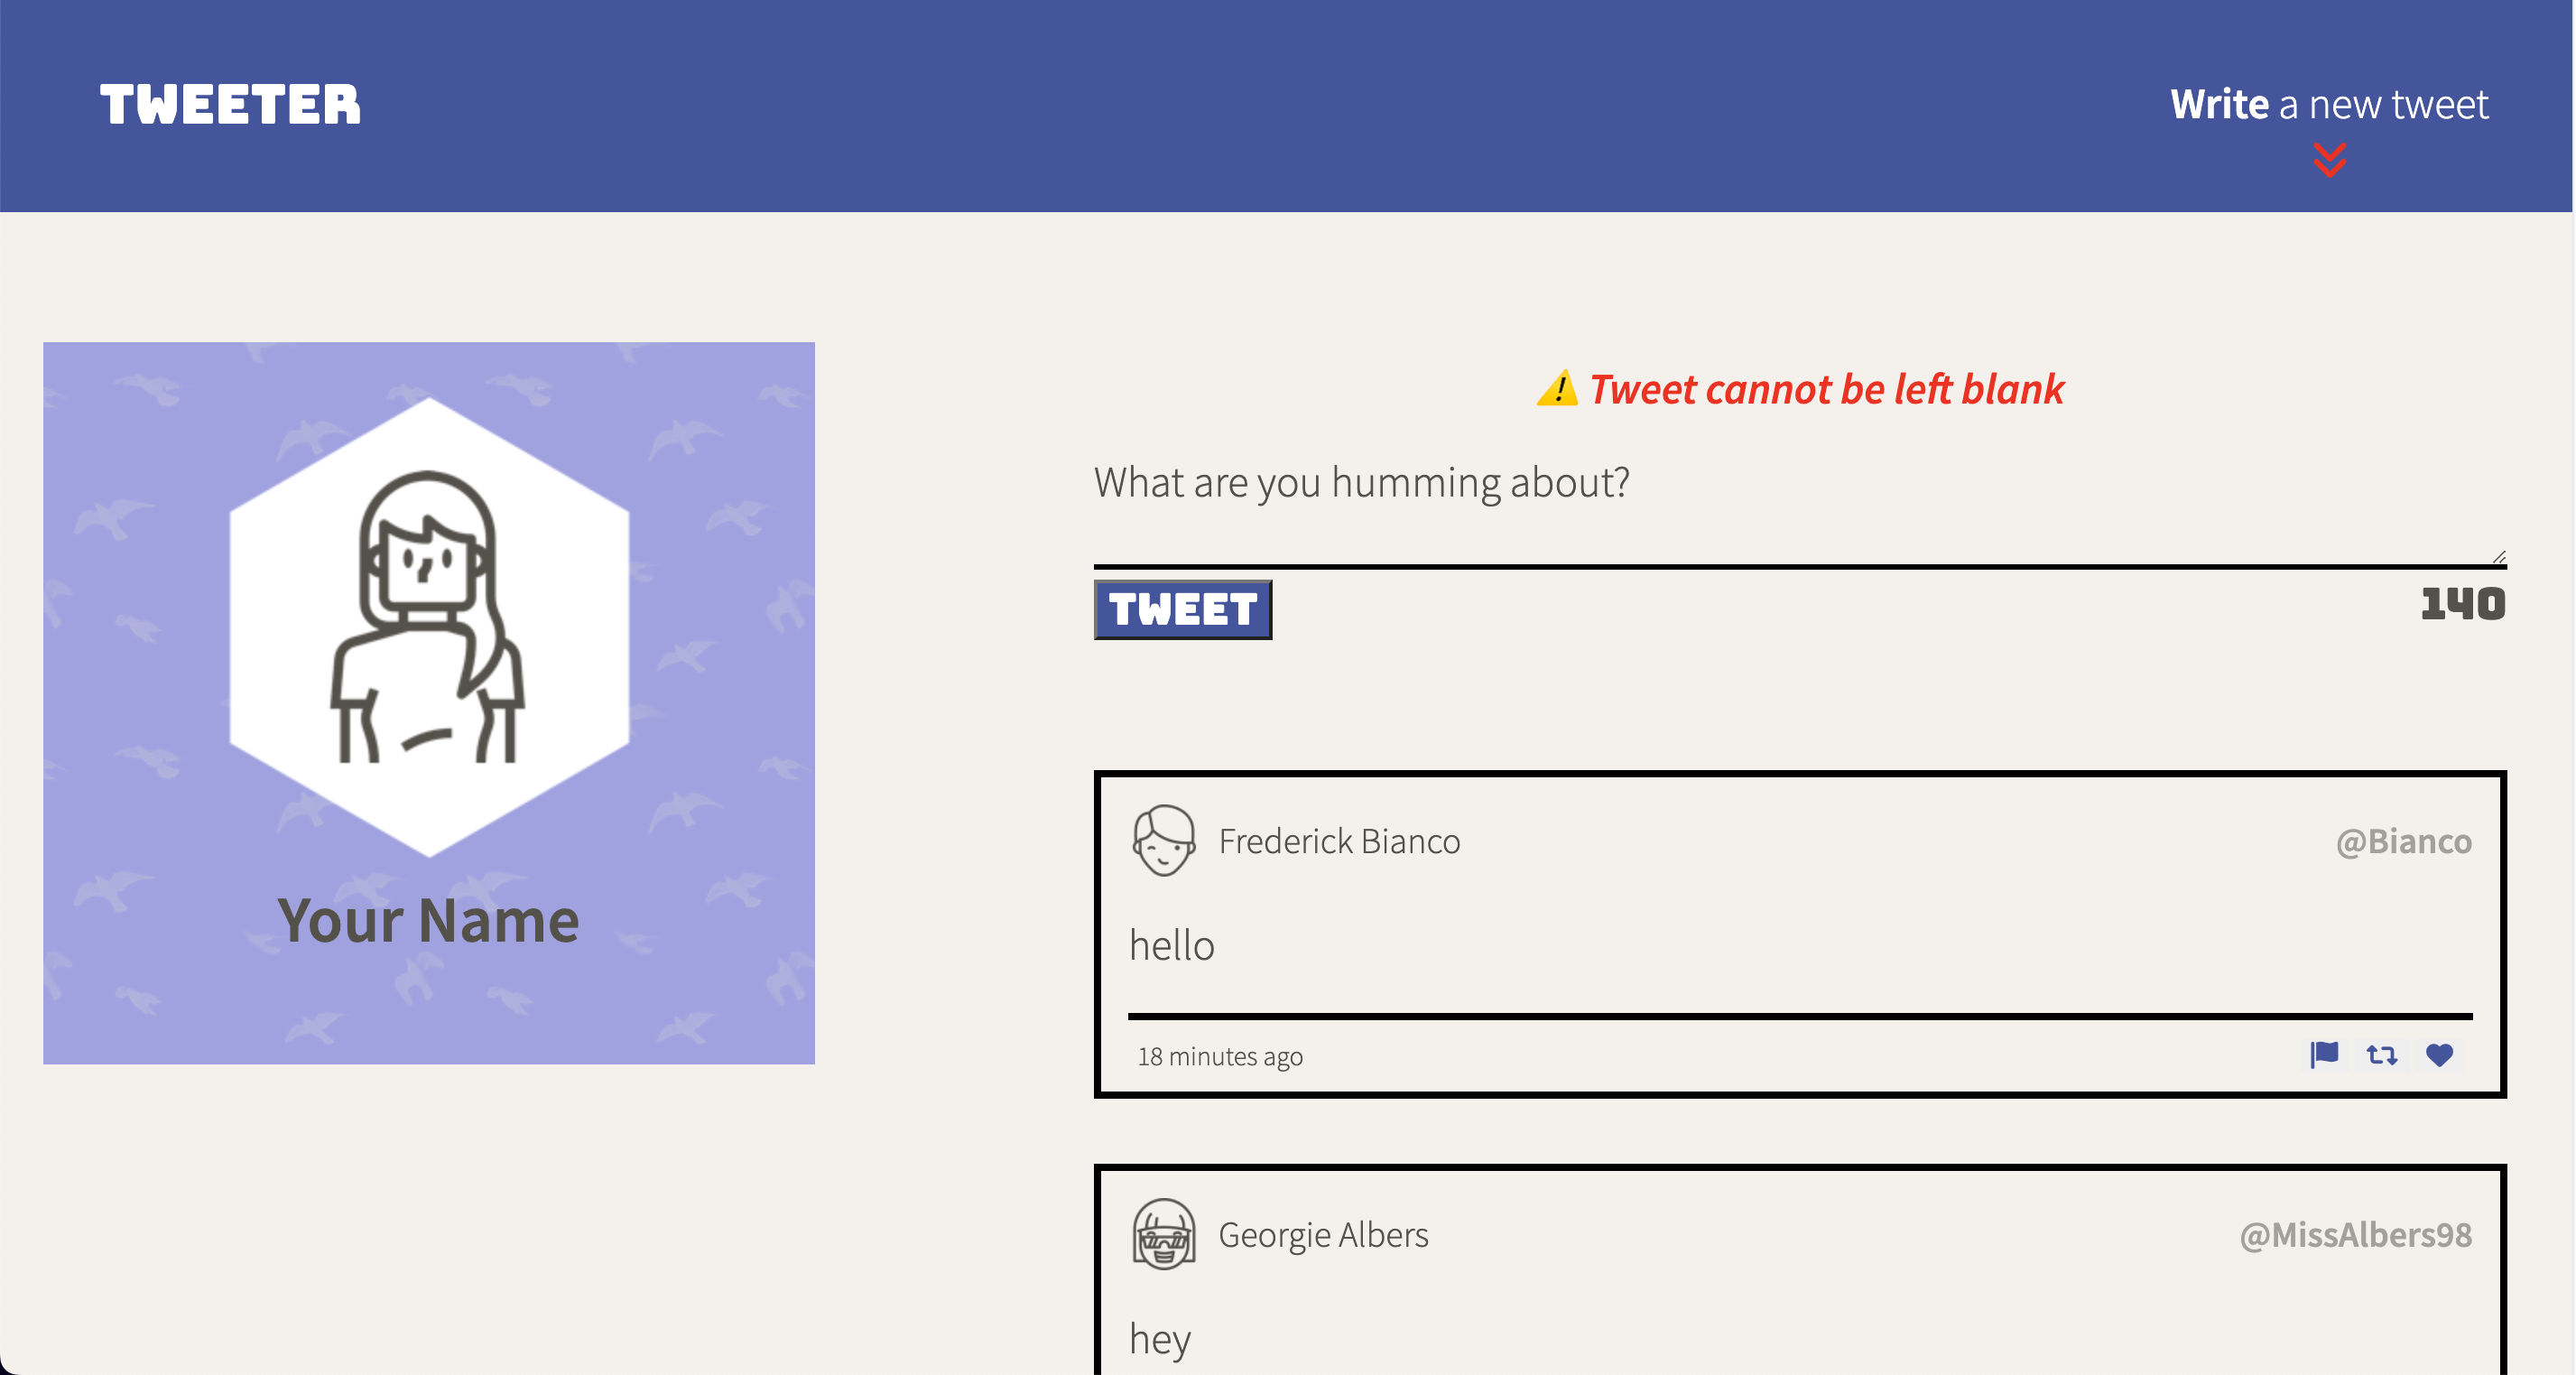 TWEETER
Write a new tweet
Your Name
⚠️ Tweet cannot be left blank
What are you humming about?
TWEET
140
Frederick Bianco
@Bianco
hello
18 minutes ago
Georgie Albers
@MissAlbers98
hey